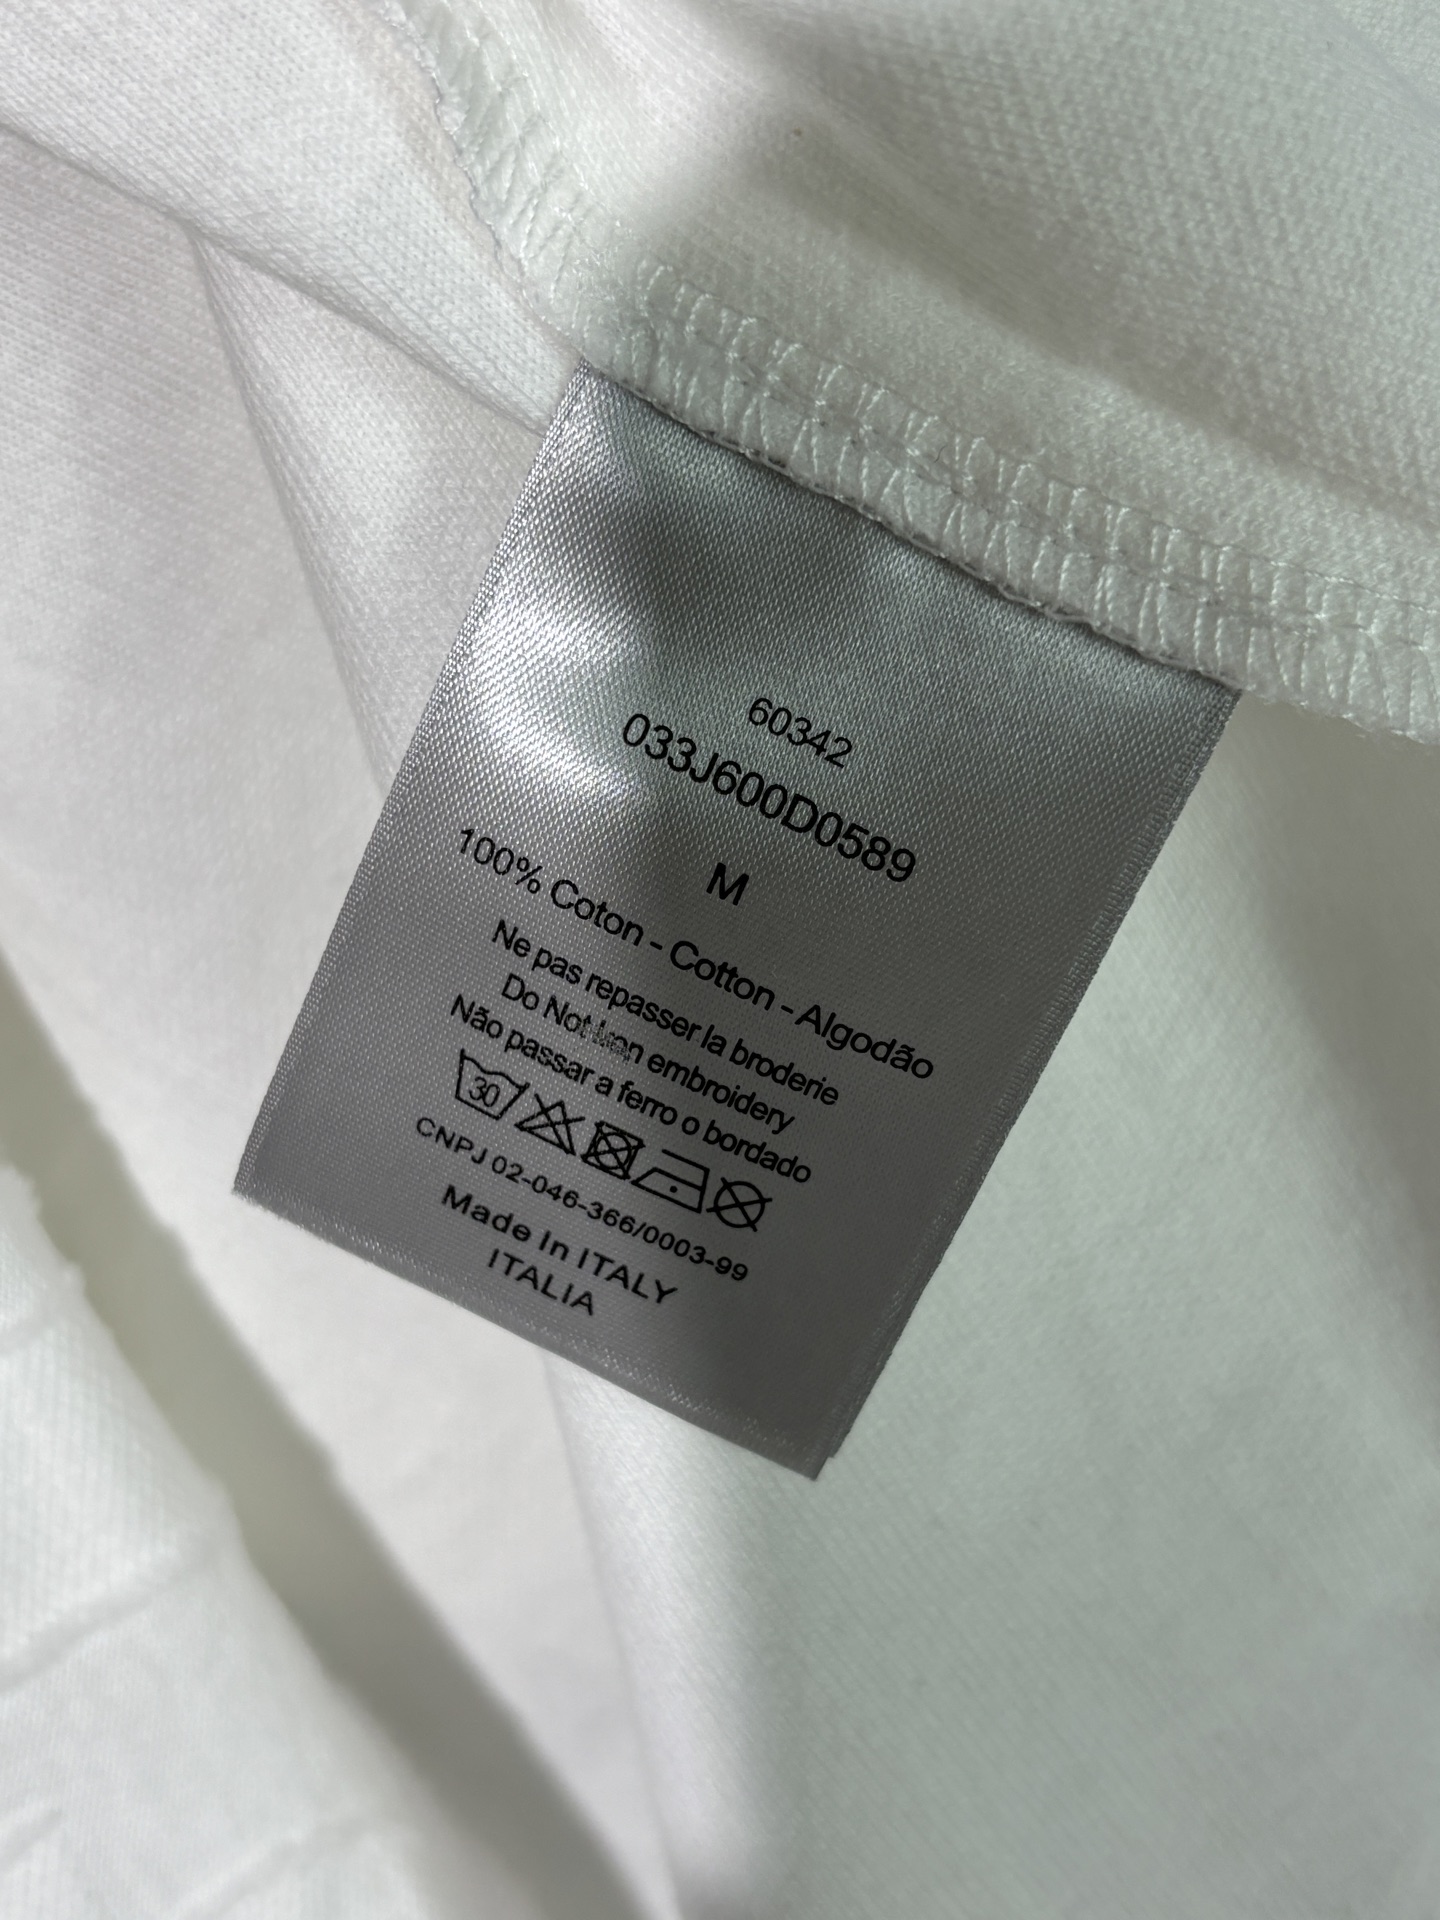 60342
033J600D0589
M
100% Coton - Cotton - Algodão
Ne pas repasser la broderie
Do Not Iron embroidery
Não passar a ferro o bordado
30
CNPJ 02-046-366/0003-99
Made In ITALY
ITALIA